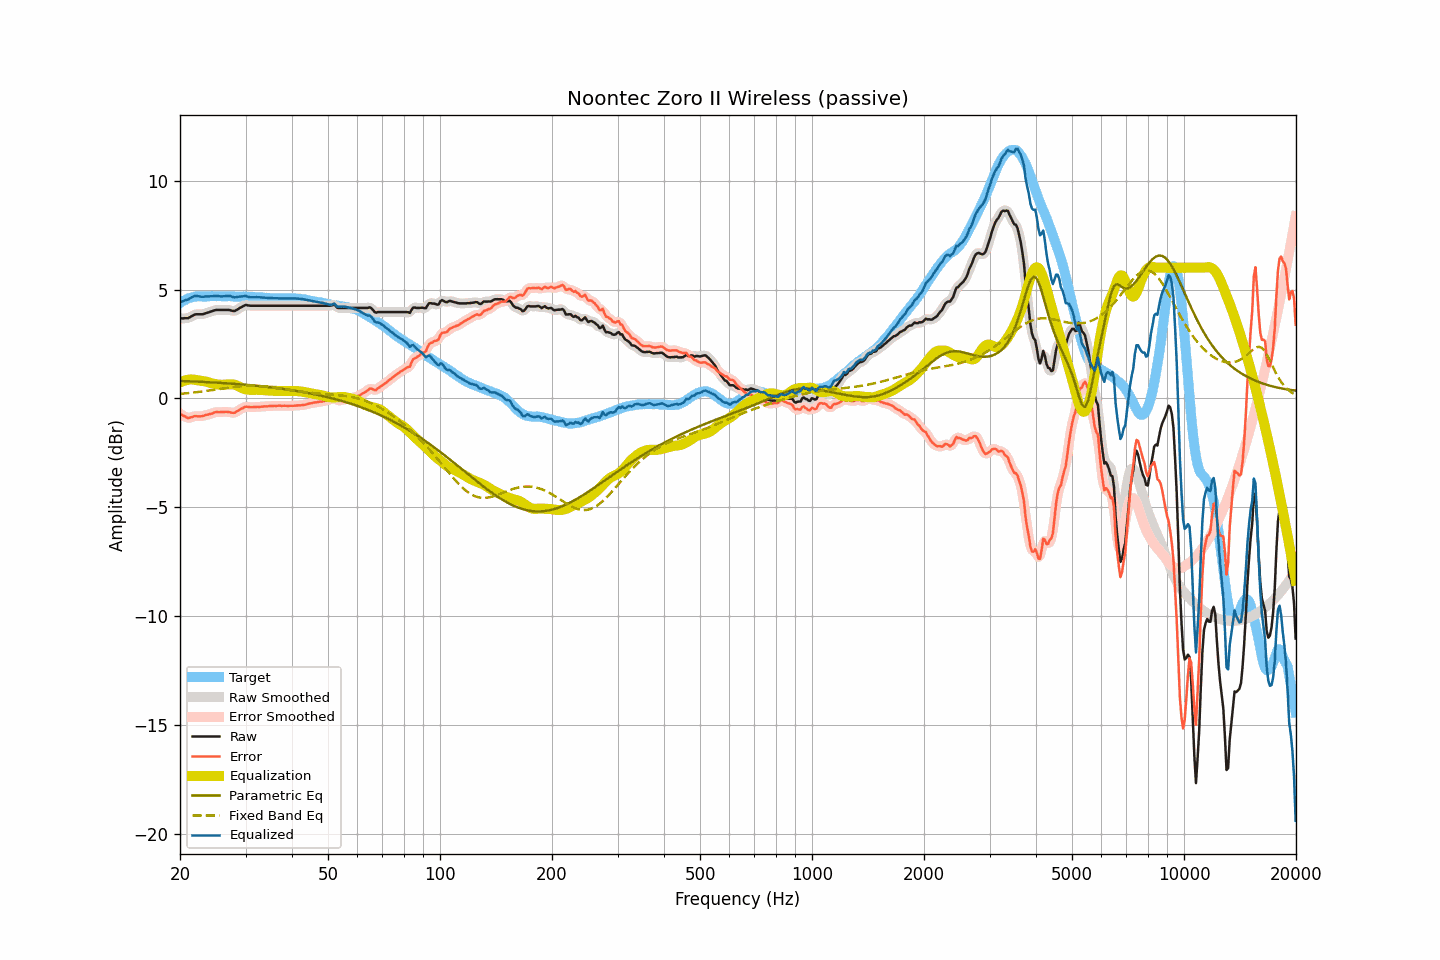 Noontec Zoro II Wireless (passive)
Amplitude (dBr)
10
5
0
−5
−10
−15
−20
Target
Raw Smoothed
Error Smoothed
Raw
Error
Equalization
Parametric Eq
Fixed Band Eq
Equalized
20 50 100 200 500 1000 2000 5000 10000 20000
Frequency (Hz)